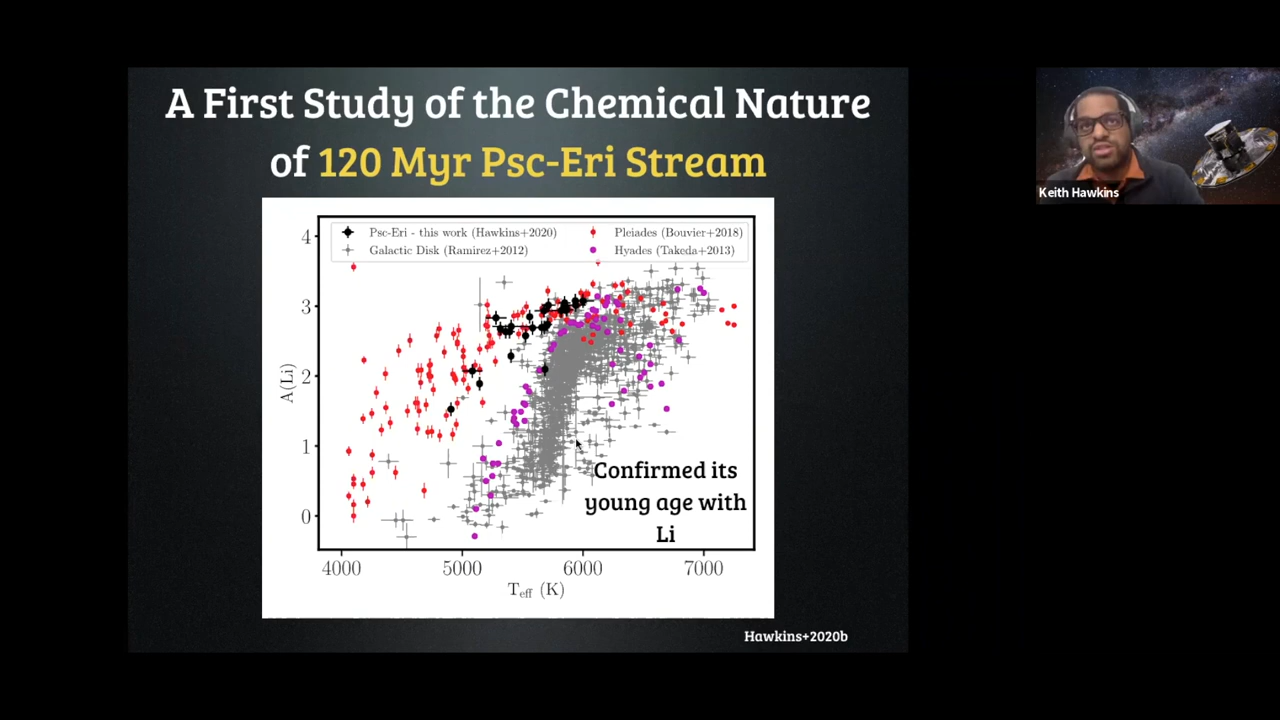 A First Study of the Chemical Nature
of 120 Myr Psc-Eri Stream
Psc-Eri - this work (Hawkins+2020)
Galactic Disk (Ramirez+2012)
Pleiades (Bouvier+2018)
Hyades (Takeda+2013)
4
3
2
1
0
A(Li)
4000 5000 6000 7000
Teff (K)
Confirmed its
young age with
Li
Hawkins+2020b
Keith Hawkins